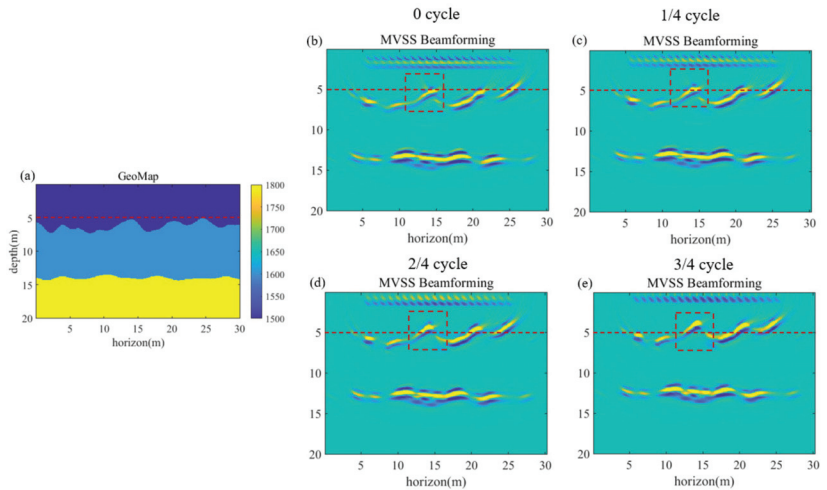 0 cycle
1/4 cycle
(b)
MVSS Beamforming
(c)
MVSS Beamforming
5
10
15
20
5 10 15 20 25 30
horizon(m)
5
10
15
20
5 10 15 20 25 30
horizon(m)
(a)
GeoMap
depth(m)
5
10
15
20
5 10 15 20 25 30
horizon(m)
1800
1750
1700
1650
1600
1550
1500
2/4 cycle
3/4 cycle
(d)
MVSS Beamforming
(e)
MVSS Beamforming
5
10
15
20
5 10 15 20 25 30
horizon(m)
5
10
15
20
5 10 15 20 25 30
horizon(m)